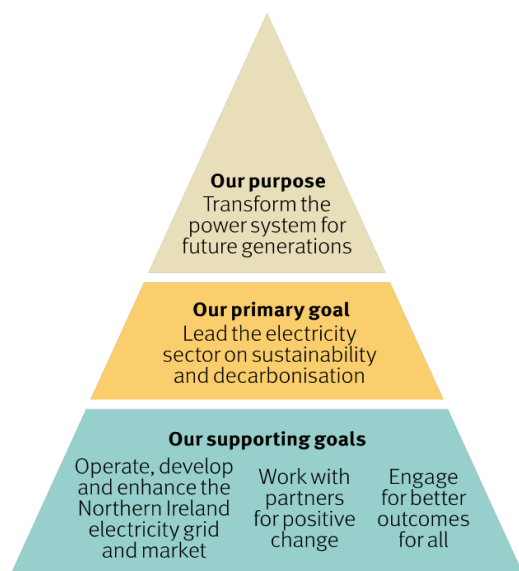 Our purpose
Transform the
power system for
future generations
Our primary goal
Lead the electricity
sector on sustainability
and decarbonisation
Our supporting goals
Operate, develop
and enhance the
Northern Ireland
electricity grid
and market
Work with
partners
for positive
change
Engage
for better
outcomes
for all